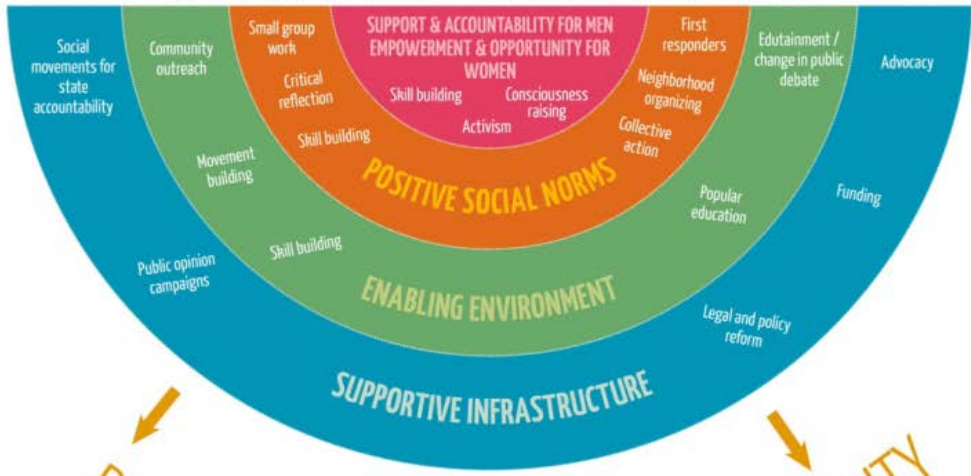 SUPPORT & ACCOUNTABILITY FOR MEN
EMPOWERMENT & OPPORTUNITY FOR
WOMEN
Skill building
Consciousness
raising
Activism
Small group
work
Critical
reflection
Skill building
First
responders
Neighborhood
organizing
Collective
action
POSITIVE SOCIAL NORMS
Community
outreach
Movement
building
Skill building
Edutainment /
change in public
debate
Popular
education
ENABLING ENVIRONMENT
Social
movements for
state
accountability
Public opinion
campaigns
Advocacy
Funding
Legal and policy
reform
SUPPORTIVE INFRASTRUCTURE